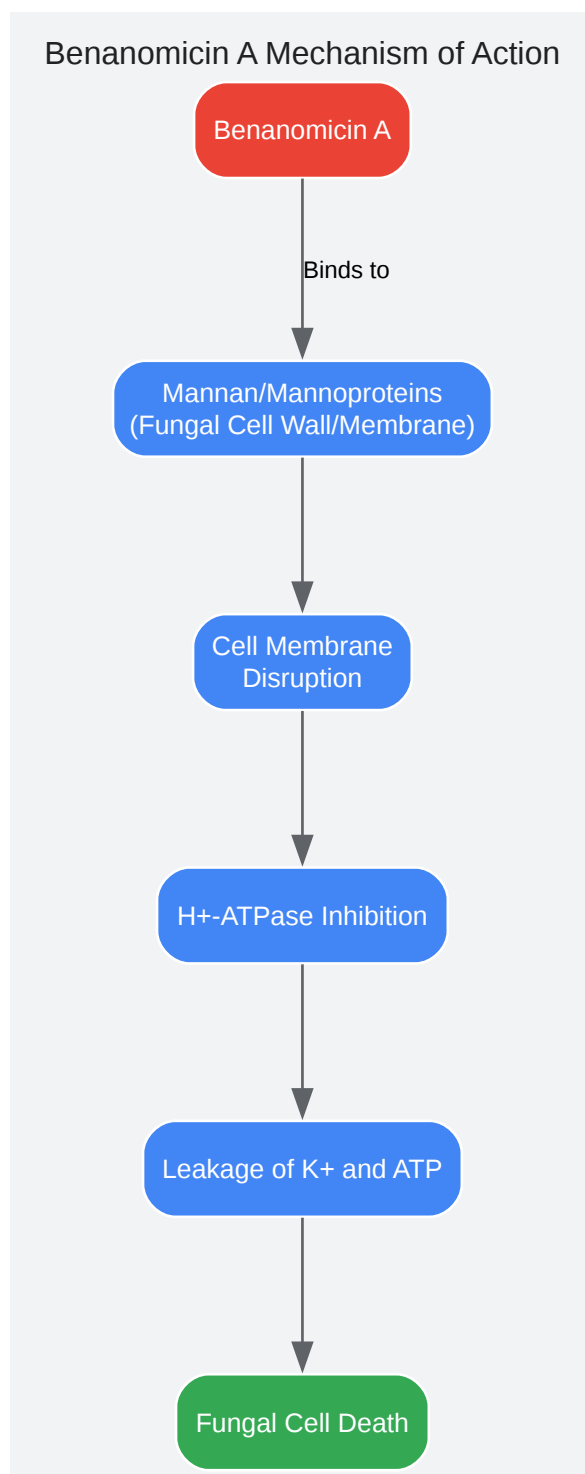 Benanomicin A Mechanism of Action
Benanomicin A
Binds to
Mannan/Mannoproteins
(Fungal Cell Wall/Membrane)
Cell Membrane
Disruption
H+-ATPase Inhibition
Leakage of K+ and ATP
Fungal Cell Death